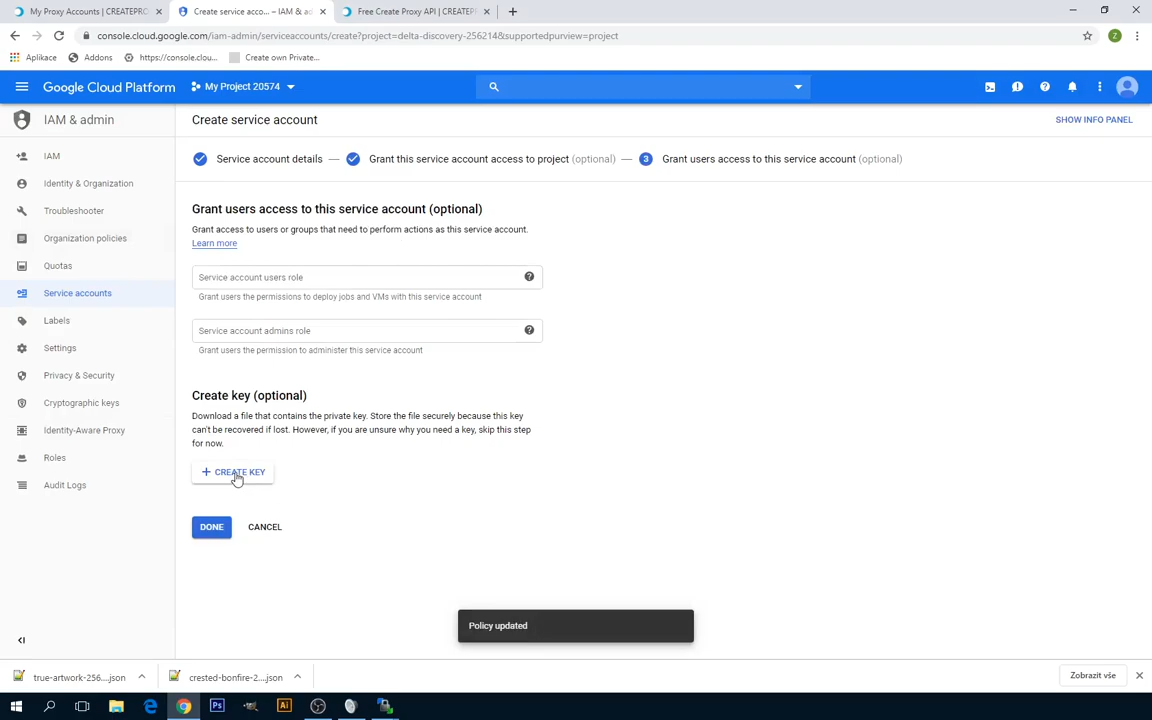 My Proxy Accounts | CREATEPRO
Create service acco... – IAM & ad
Free Create Proxy API | CREATEP
console.cloud.google.com/iam-admin/serviceaccounts/create?project=delta-discovery-256214&supportedpurview=project
Z
Aplikace
Addons
https://console.clou...
Create own Privat...
Google Cloud Platform
My Project 20574
IAM & admin
Create service account
SHOW INFO PANEL
Service account details
Grant this service account access to project (optional)
3 Grant users access to this service account (optional)
IAM
Identity & Organization
Troubleshooter
Organization policies
Quotas
Service accounts
Labels
Settings
Privacy & Security
Cryptographic keys
Identity-Aware Proxy
Roles
Audit Logs
Grant users access to this service account (optional)
Grant access to users or groups that need to perform actions as this service account.
Learn more
Service account users role
Grant users the permissions to deploy jobs and VMs with this service account
Service account admins role
Grant users the permission to administer this service account
Create key (optional)
Download a file that contains the private key. Store the file securely because this key
can't be recovered if lost. However, if you are unsure why you need a key, skip this step
for now.
+ CREATE KEY
DONE
CANCEL
Policy updated
true-artwork-256....json
crested-bonfire-2....json
Zobrazit vše
Ps
Ai